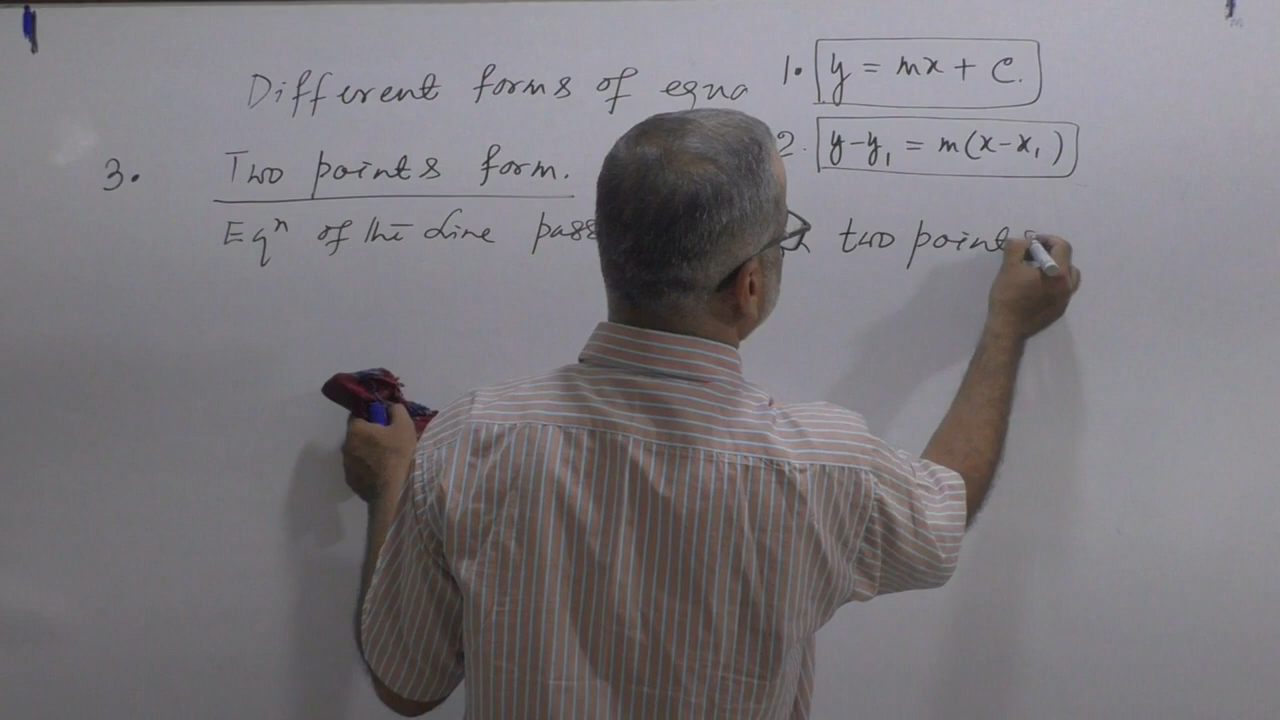 Different forms of equa
1. y = mx + c.
2. y-y₁ = m(x-x₁)
3. Two points form.
Eqⁿ of the line pass two points